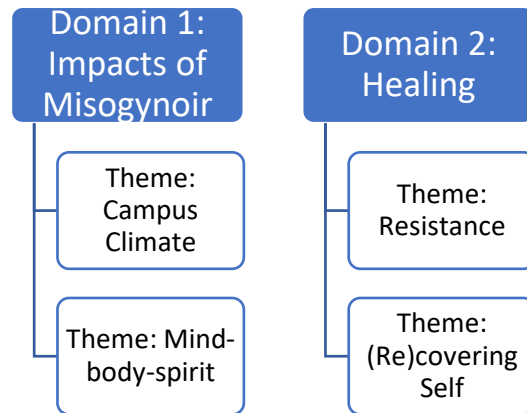 Domain 1:
Impacts of
Misogynoir
Theme:
Campus
Climate
Theme: Mind-
body-spirit
Domain 2:
Healing
Theme:
Resistance
Theme:
(Re)covering
Self